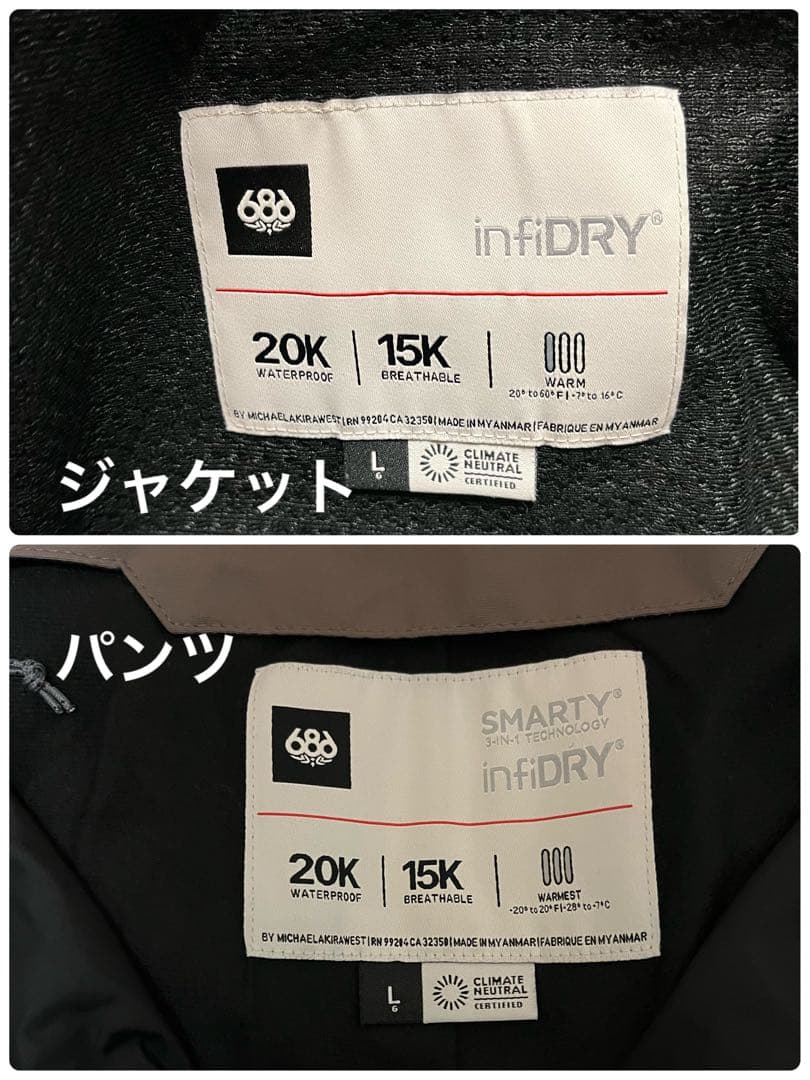 686
infiDRY®
20K
WATERPROOF
15K
BREATHABLE
WARM
20° to 60° F | -7° to 16° C
BY MICHAELAKIRAWEST | RN 99204 CA 32350 | MADE IN MYANMAR | FABRIQUE EN MYANMAR
L
G
CLIMATE
NEUTRAL
CERTIFIED
ジャケット
パンツ
686
SMARTY®
3-IN-1 TECHNOLOGY
infiDRY®
20K
WATERPROOF
15K
BREATHABLE
WARMEST
-20° to 20° F | -28° to -7° C
BY MICHAELAKIRAWEST | RN 99204 CA 32350 | MADE IN MYANMAR | FABRIQUE EN MYANMAR
L
G
CLIMATE
NEUTRAL
CERTIFIED